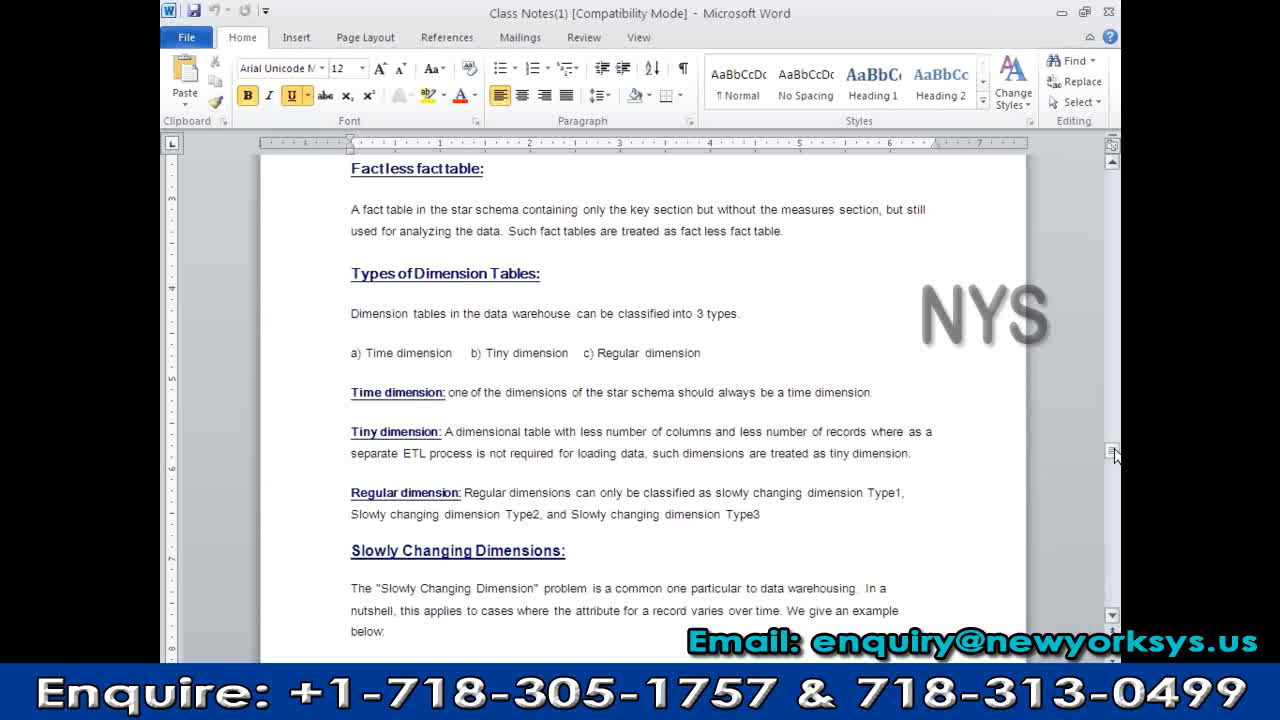 Class Notes(1) [Compatibility Mode] - Microsoft Word
File Home Insert Page Layout References Mailings Review View
Arial Unicode M 12
Paste
AaBbCcDc AaBbCcDc AaBbC AaBbCc
¶ Normal No Spacing Heading 1 Heading 2
Change Styles
Find
Replace
Select
Clipboard Font Paragraph Styles Editing
Fact less fact table:
A fact table in the star schema containing only the key section but without the measures section, but still
used for analyzing the data. Such fact tables are treated as fact less fact table.
Types of Dimension Tables:
Dimension tables in the data warehouse can be classified into 3 types.
a) Time dimension b) Tiny dimension c) Regular dimension
Time dimension: one of the dimensions of the star schema should always be a time dimension.
Tiny dimension: A dimensional table with less number of columns and less number of records where as a
separate ETL process is not required for loading data, such dimensions are treated as tiny dimension.
Regular dimension: Regular dimensions can only be classified as slowly changing dimension Type1,
Slowly changing dimension Type2, and Slowly changing dimension Type3
Slowly Changing Dimensions:
The "Slowly Changing Dimension" problem is a common one particular to data warehousing. In a
nutshell, this applies to cases where the attribute for a record varies over time. We give an example
below:
NYS
Email: enquiry@newyorksys.us
Enquire: +1-718-305-1757 & 718-313-0499